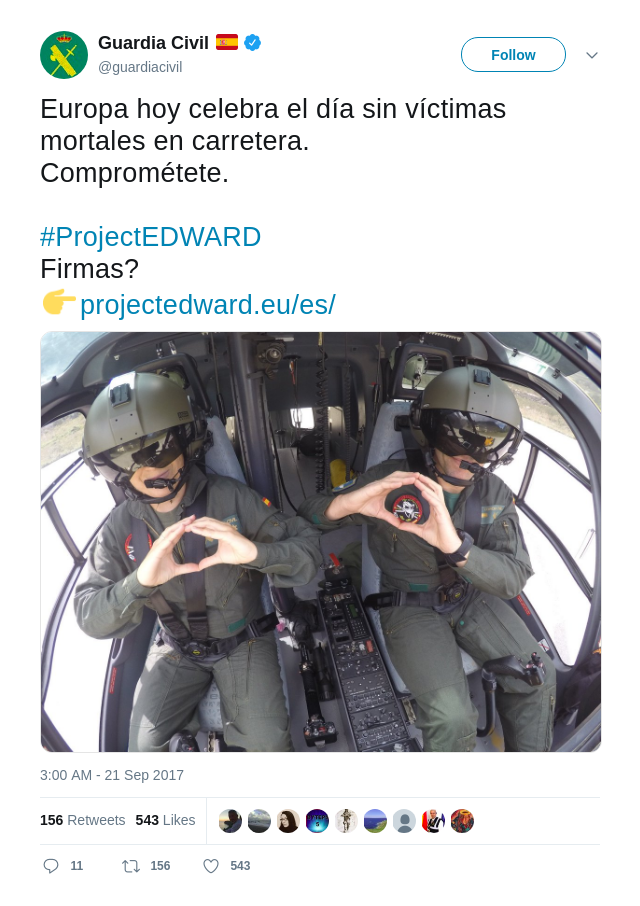 Guardia Civil 🇪🇸
@guardiacivil
Follow
Europa hoy celebra el día sin víctimas
mortales en carretera.
Comprométete.
#ProjectEDWARD
Firmas?
👉projectedward.eu/es/
3:00 AM - 21 Sep 2017
156 Retweets 543 Likes
11 156 543